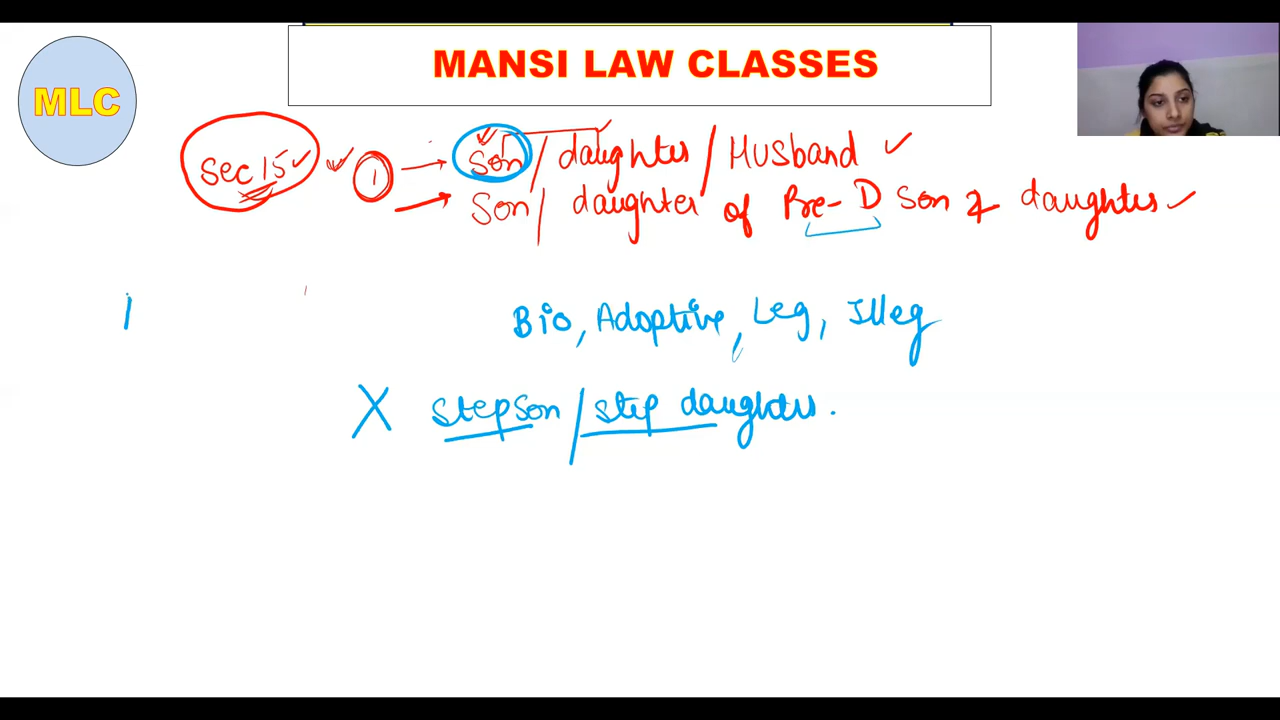 MANSI LAW CLASSES
MLC
Sec 15 1 → Son / daughter / Husband
→ Son / daughter of Pre-D Son & daughter
Bio, Adoptive, Leg, Illeg
X stepson / step daughter.